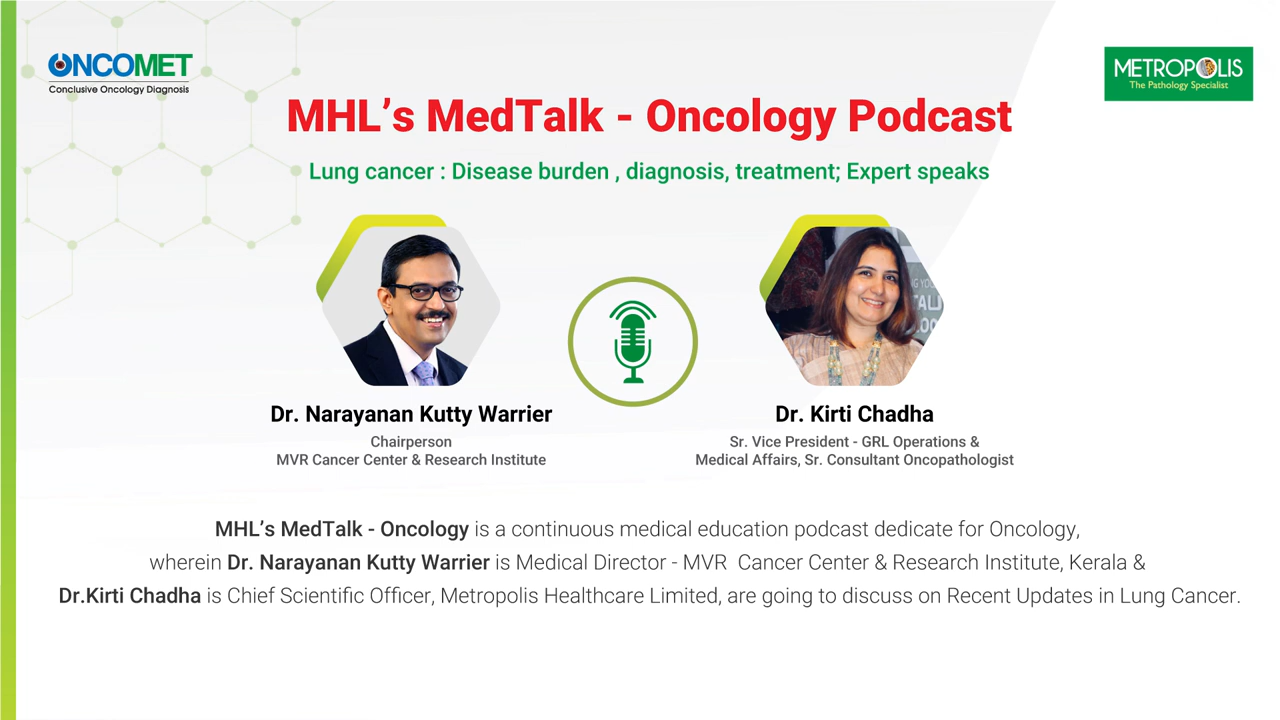 ONCOMET
Conclusive Oncology Diagnosis
METROPOLIS
The Pathology Specialist
MHL’s MedTalk - Oncology Podcast
Lung cancer : Disease burden , diagnosis, treatment; Expert speaks
Dr. Narayanan Kutty Warrier
Chairperson
MVR Cancer Center & Research Institute
Dr. Kirti Chadha
Sr. Vice President - GRL Operations &
Medical Affairs, Sr. Consultant Oncopathologist
MHL’s MedTalk - Oncology is a continuous medical education podcast dedicate for Oncology,
wherein Dr. Narayanan Kutty Warrier is Medical Director - MVR Cancer Center & Research Institute, Kerala &
Dr.Kirti Chadha is Chief Scientific Officer, Metropolis Healthcare Limited, are going to discuss on Recent Updates in Lung Cancer.